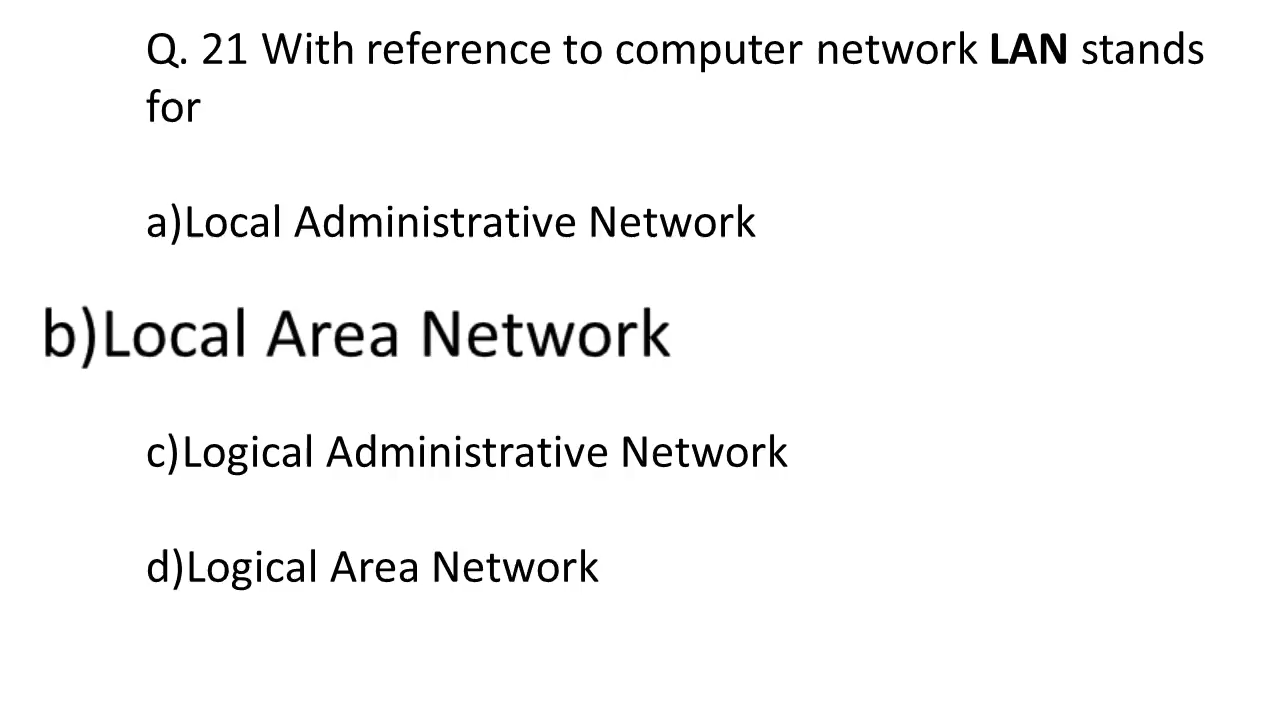 Q. 21 With reference to computer network LAN stands
for
a)Local Administrative Network
b)Local Area Network
c)Logical Administrative Network
d)Logical Area Network